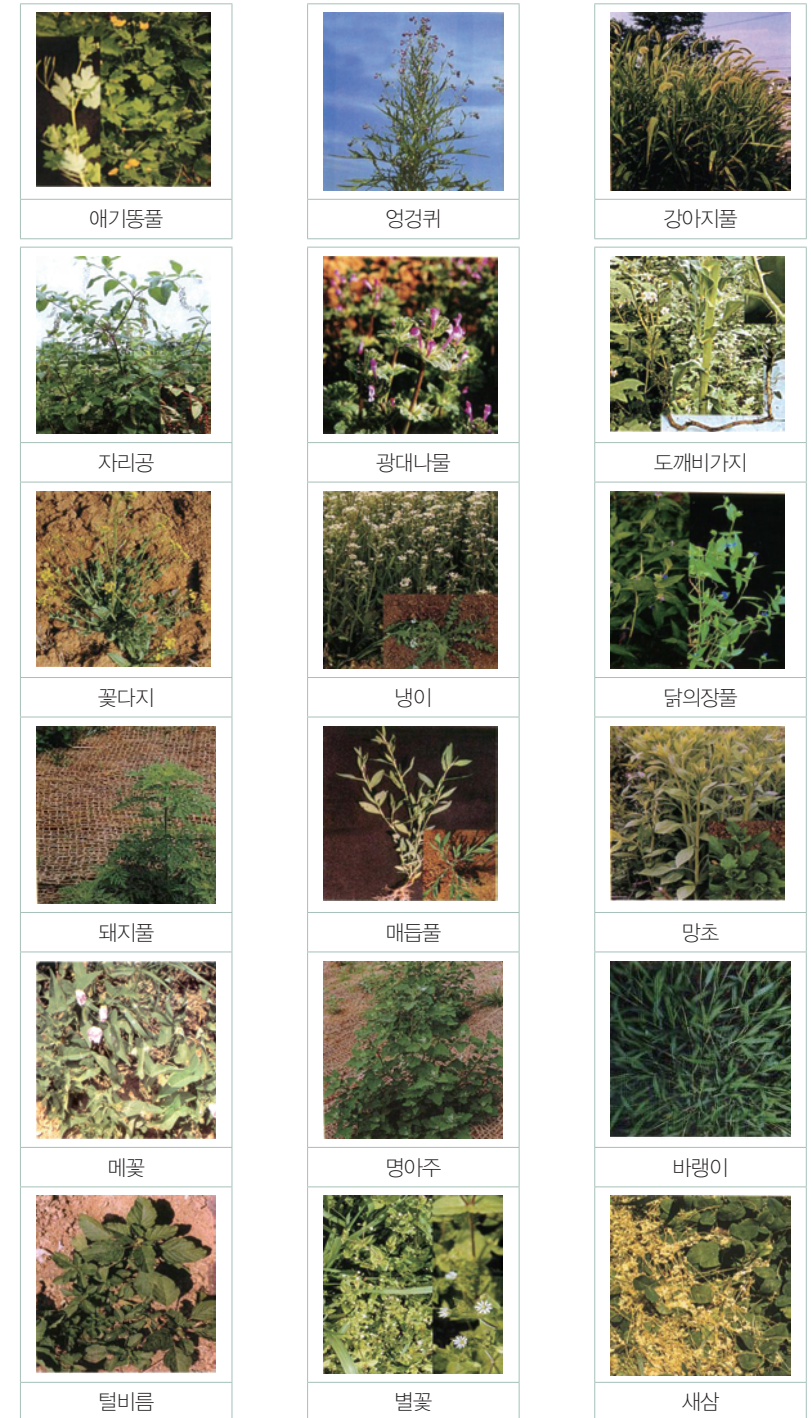 애기똥풀
엉겅퀴
강아지풀
자리공
광대나물
도깨비가지
꽃다지
냉이
닭의장풀
돼지풀
매듭풀
망초
메꽃
명아주
바랭이
털비름
별꽃
새삼